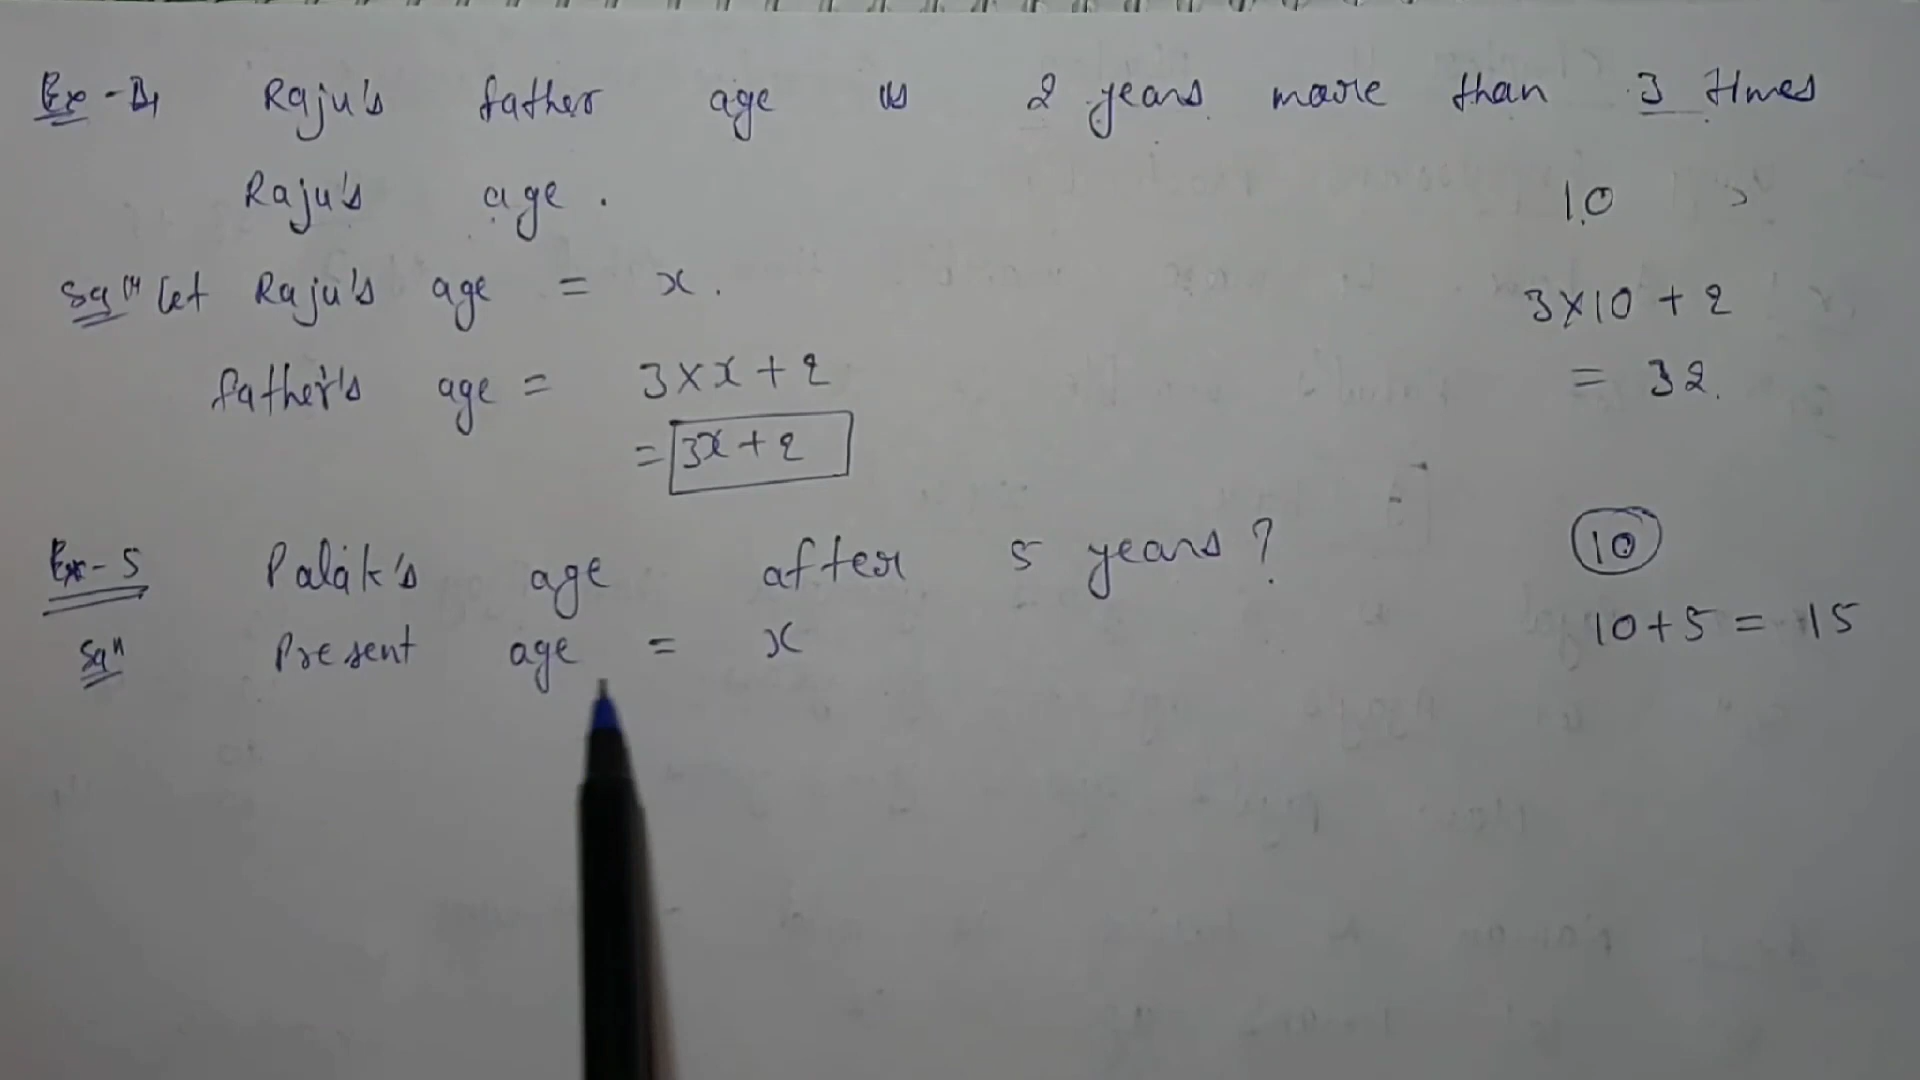 Ex-4 Raju's father age is 2 years more than 3 times
Raju's age.
10
Soln Let Raju's age = x.
3×10+2
father's age = 3×x+2
= 32.
= 3x+2
Ex-5 Palak's age after 5 years?
10
Soln Present age = x
10+5 = 15